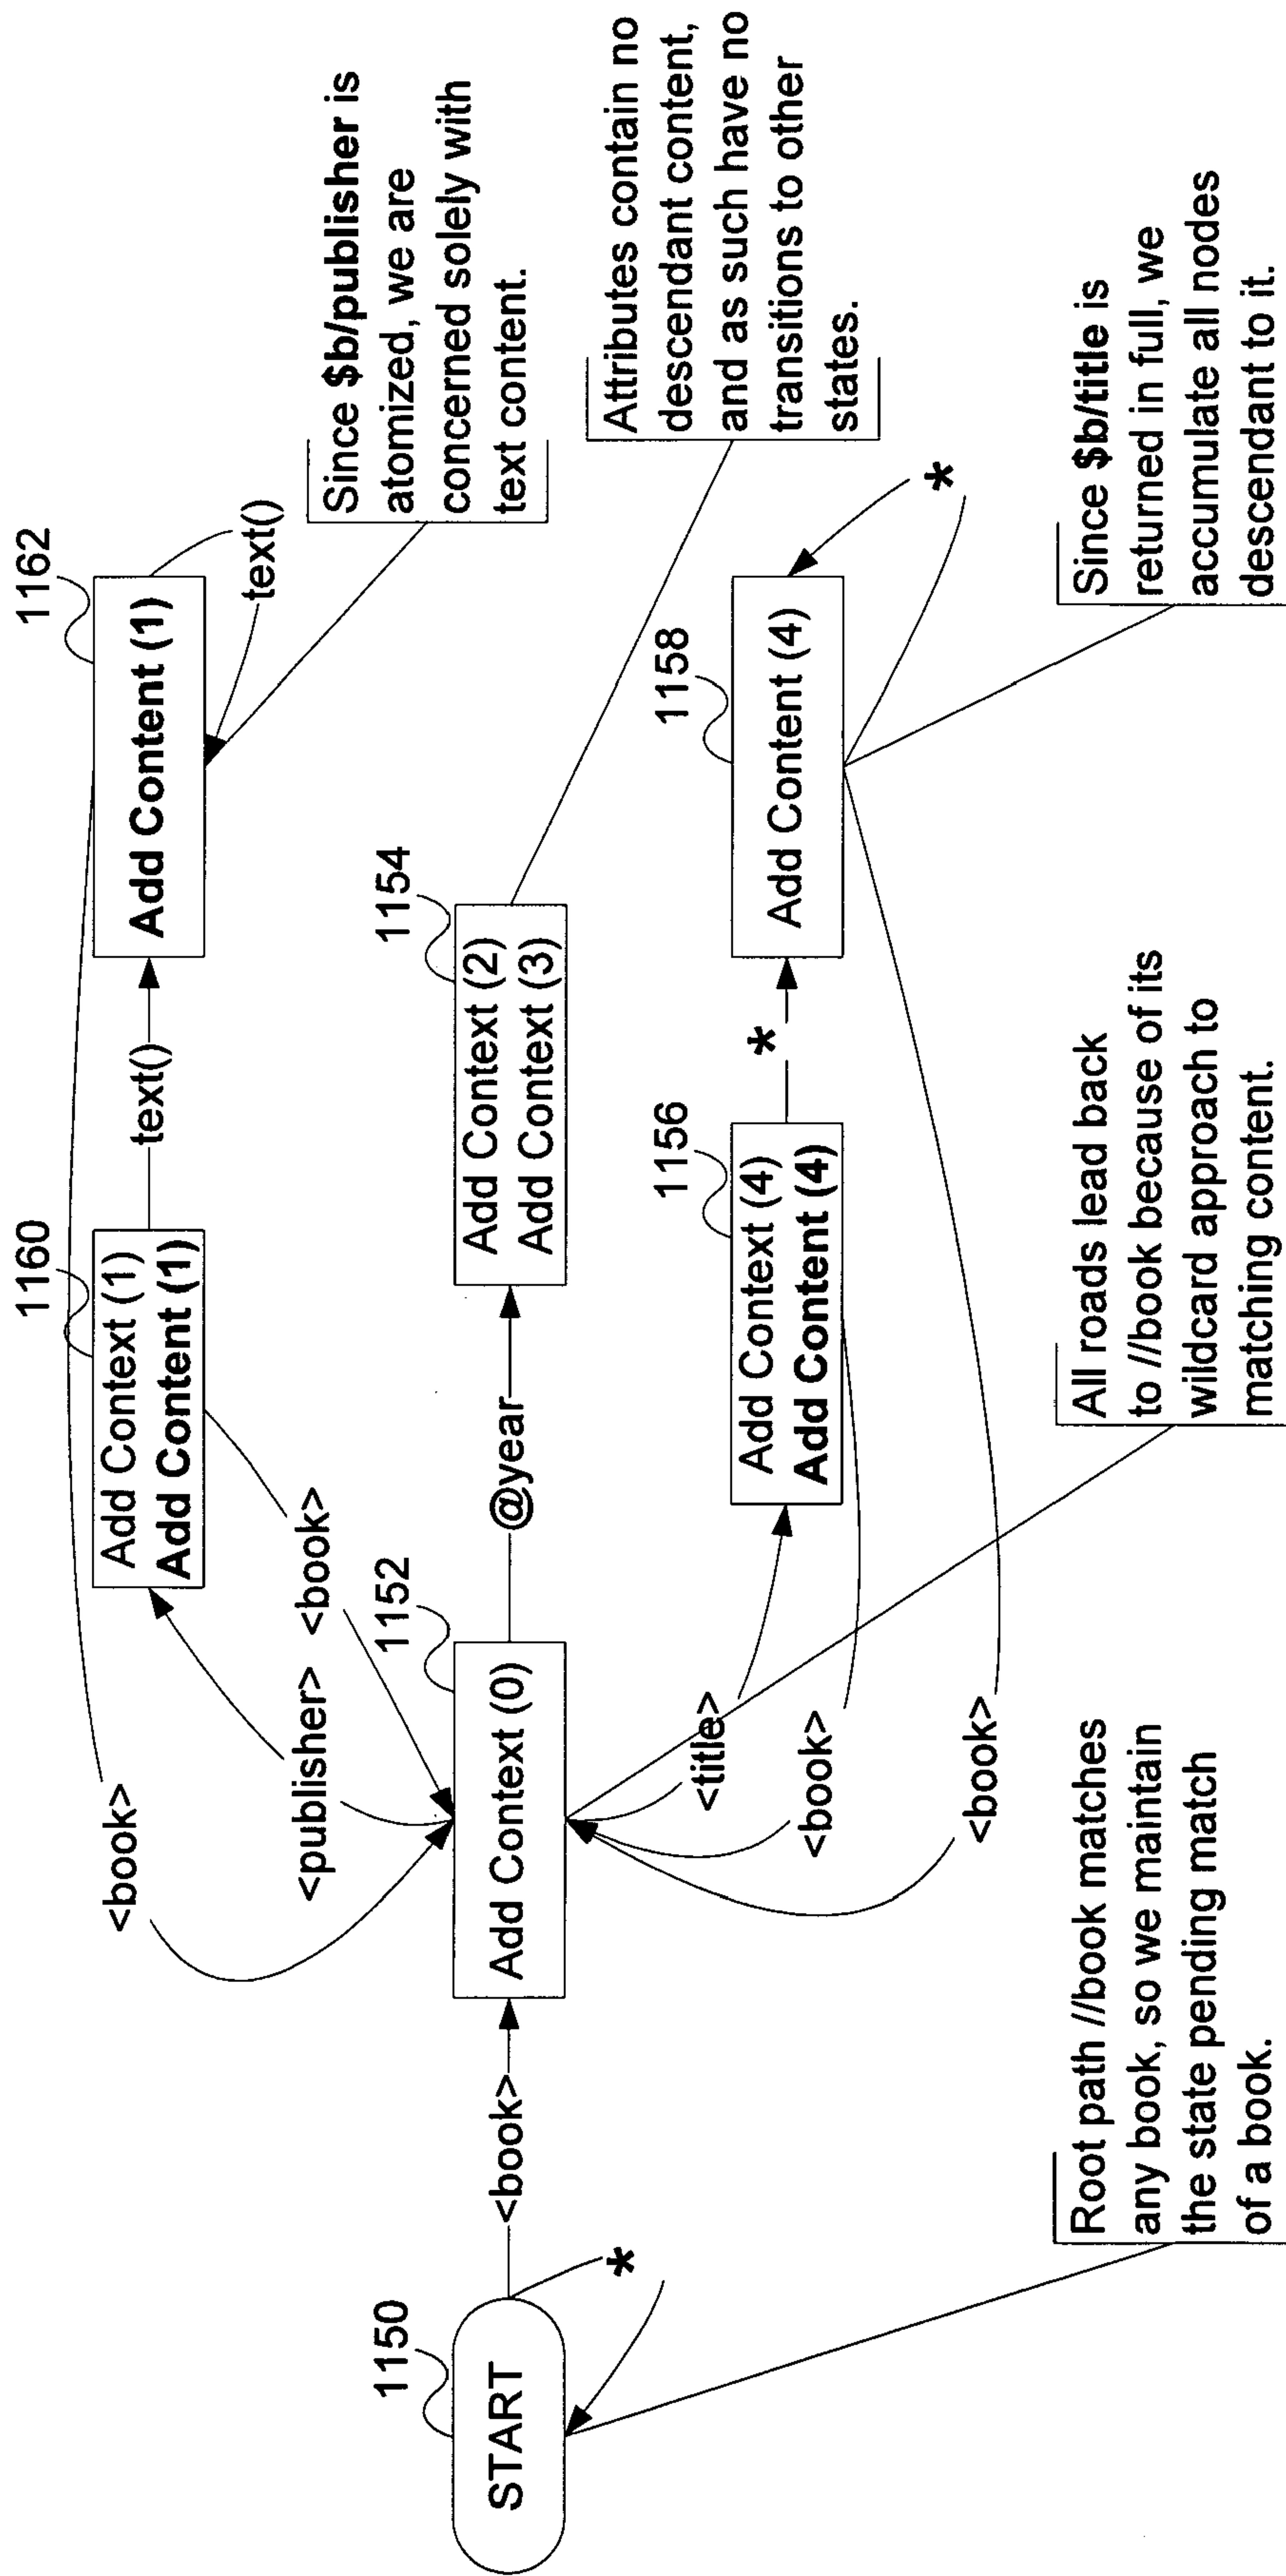 1162
Add Context (1)
Add Content (1)
1160
text()
Add Content (1)
text()
Since $b/publisher is
atomized, we are
concerned solely with
text content.
<book>
<publisher>
<book>
1150
START
*
<book>
1152
Add Context (0)
@year
1154
Add Context (2)
Add Context (3)
Attributes contain no
descendant content,
and as such have no
transitions to other
states.
<title>
<book>
<book>
1156
Add Context (4)
Add Content (4)
*
1158
Add Content (4)
*
Root path //book matches
any book, so we maintain
the state pending match
of a book.
All roads lead back
to //book because of its
wildcard approach to
matching content.
Since $b/title is
returned in full, we
accumulate all nodes
descendant to it.